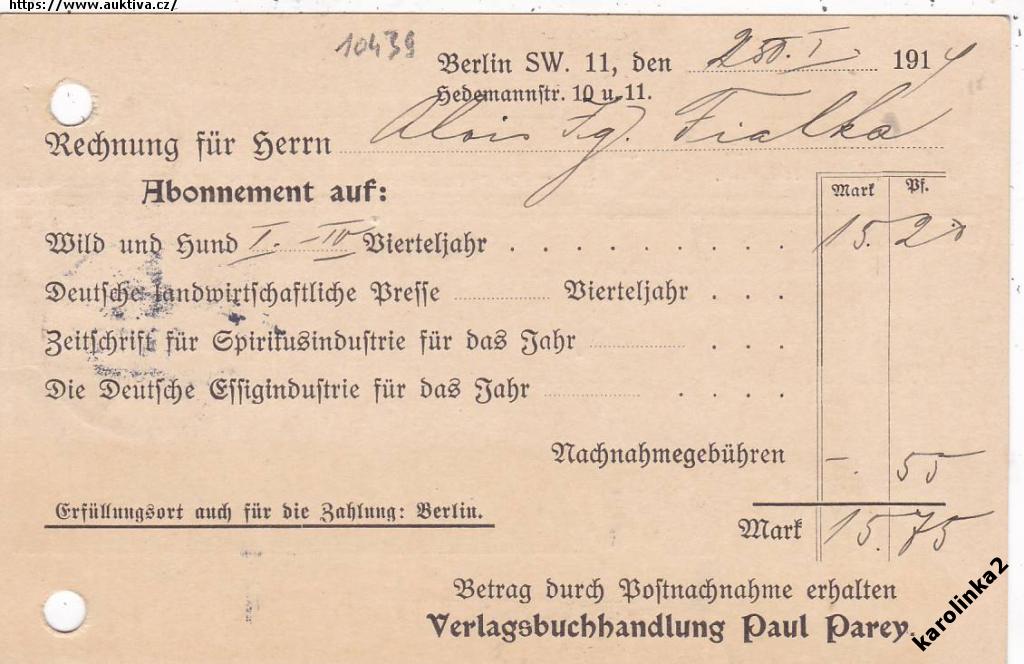 https://www.auktiva.cz/
10439
Berlin SW. 11, den I. 1914
Hedemannstr. 10 u. 11.
Rechnung für Herrn Alois Jg. Fialka
Abonnement auf:
Mark Pf.
Wild und Hund I.-IV Vierteljahr . . . . . . . . . . 15. 20
Deutsche landwirtschaftliche Presse Vierteljahr . . .
Zeitschrift für Spiritusindustrie für das Jahr . . .
Die Deutsche Essigindustrie für das Jahr . . . .
Nachnahmegebühren -. 55
Erfüllungsort auch für die Zahlung: Berlin.
Mark 15. 75
Betrag durch Postnachnahme erhalten
Verlagsbuchhandlung Paul Parey.
karolinka2